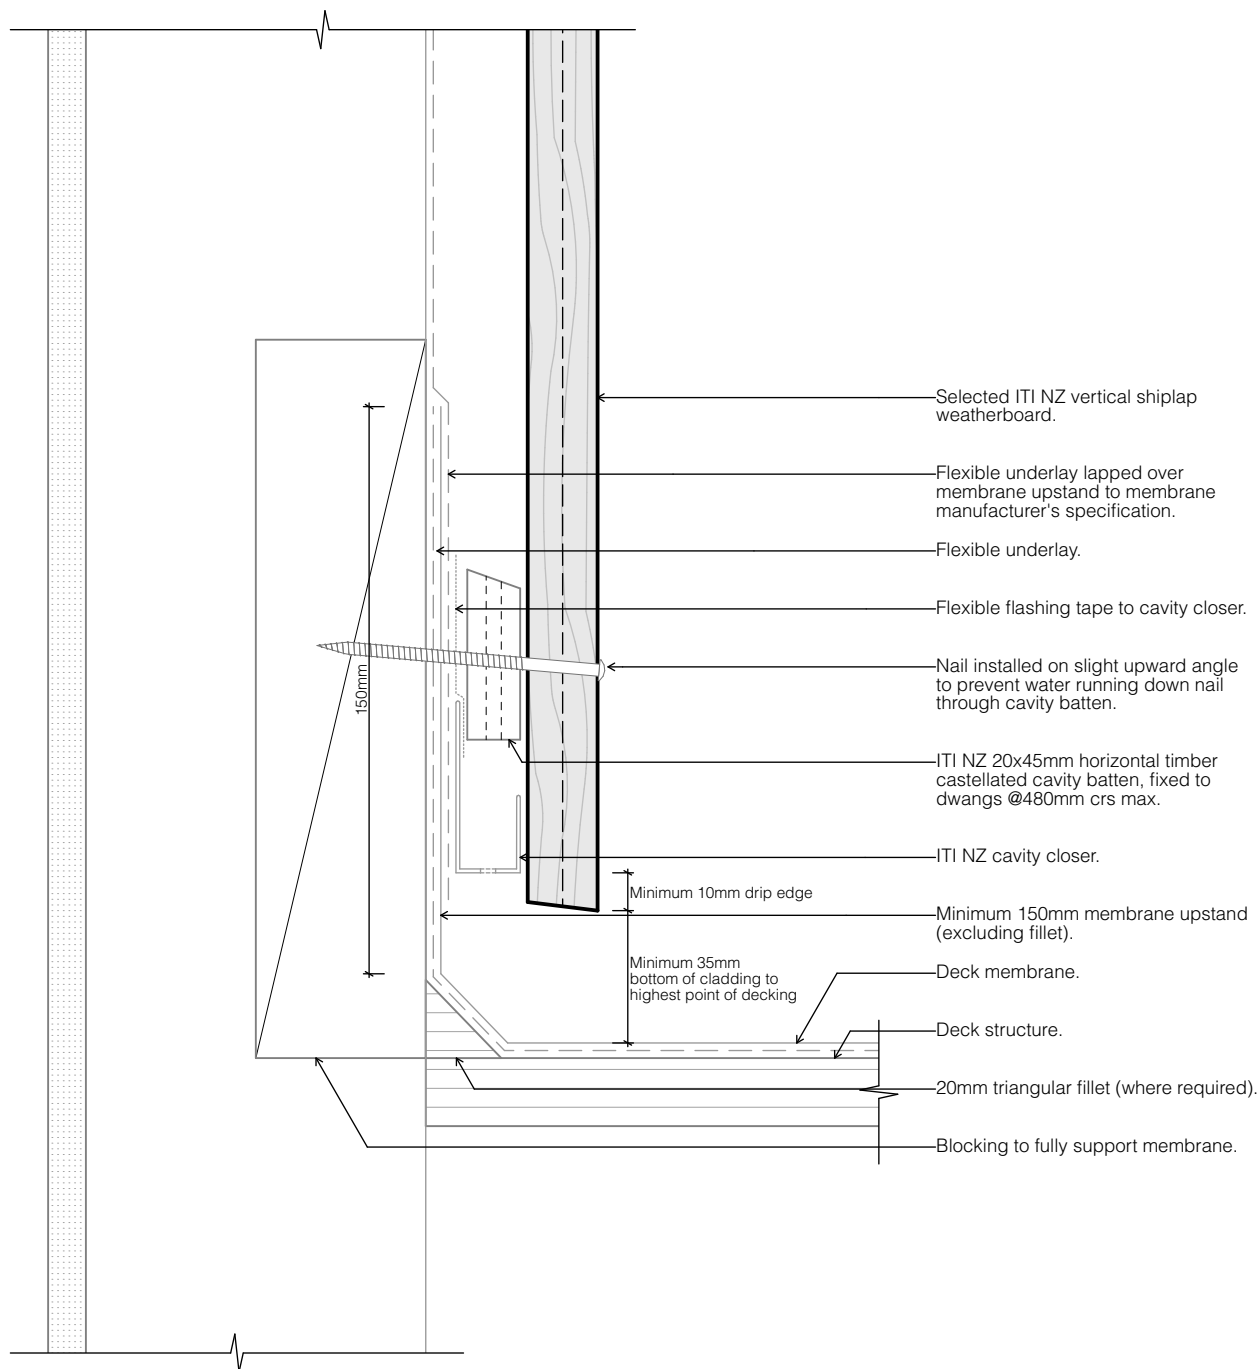 Selected ITI NZ vertical shiplap
weatherboard.
Flexible underlay lapped over
membrane upstand to membrane
manufacturer's specification.
Flexible underlay.
Flexible flashing tape to cavity closer.
Nail installed on slight upward angle
to prevent water running down nail
through cavity batten.
150mm
ITI NZ 20x45mm horizontal timber
castellated cavity batten, fixed to
dwangs @480mm crs max.
ITI NZ cavity closer.
Minimum 10mm drip edge
Minimum 150mm membrane upstand
(excluding fillet).
Minimum 35mm
bottom of cladding to
highest point of decking
Deck membrane.
Deck structure.
20mm triangular fillet (where required).
Blocking to fully support membrane.